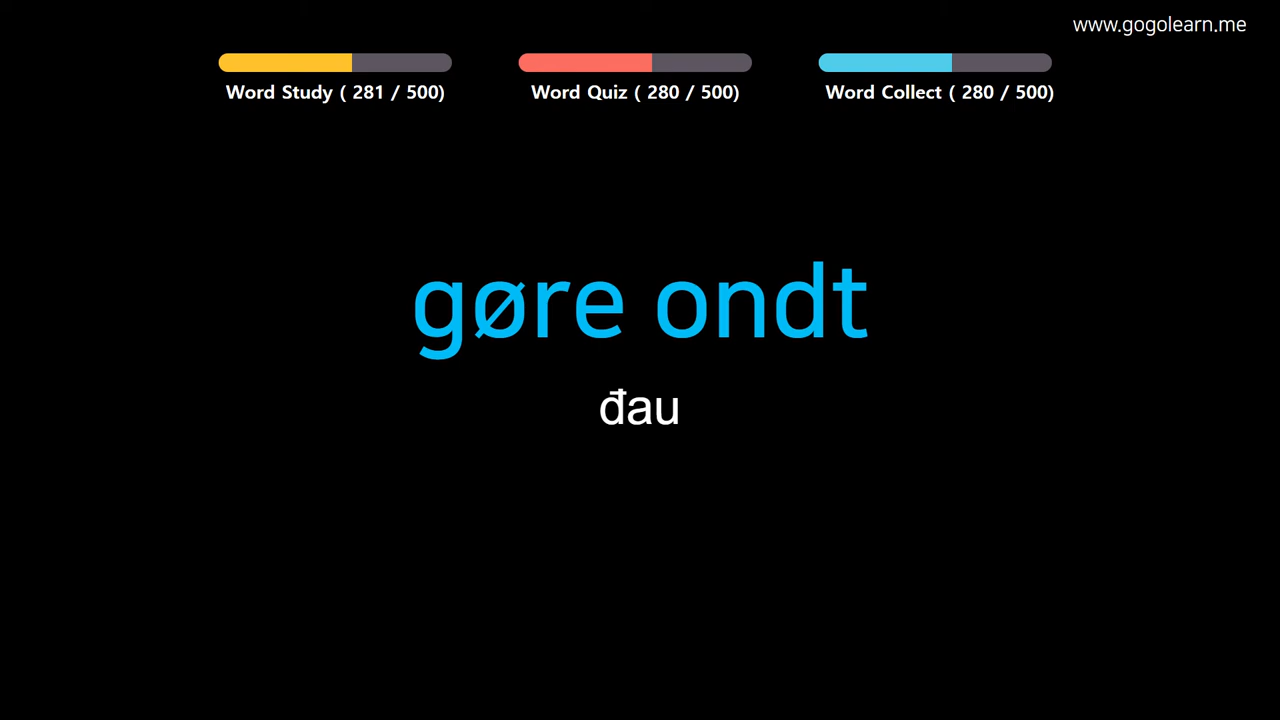 www.gogolearn.me
Word Study ( 281 / 500)
Word Quiz ( 280 / 500)
Word Collect ( 280 / 500)
gøre ondt
đau